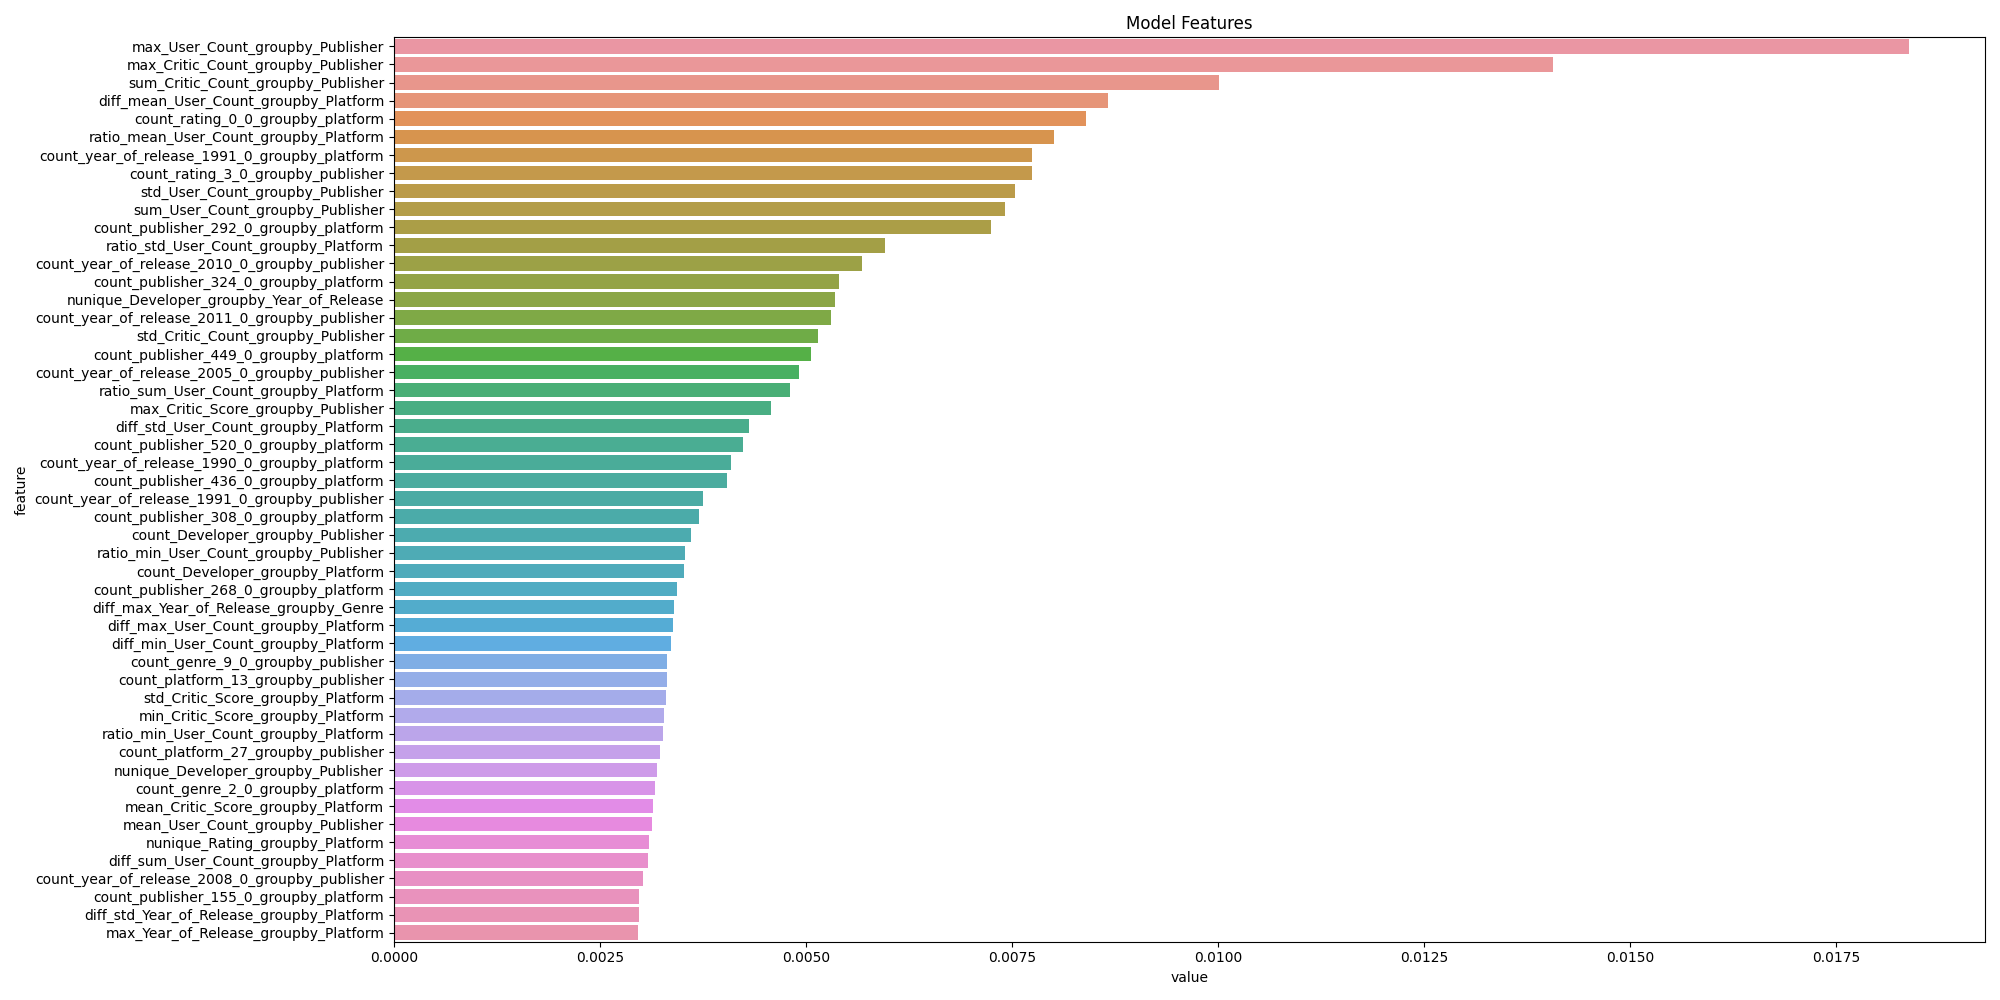 Model Features
max_User_Count_groupby_Publisher
max_Critic_Count_groupby_Publisher
sum_Critic_Count_groupby_Publisher
diff_mean_User_Count_groupby_Platform
count_rating_0_0_groupby_platform
ratio_mean_User_Count_groupby_Platform
count_year_of_release_1991_0_groupby_platform
count_rating_3_0_groupby_publisher
std_User_Count_groupby_Publisher
sum_User_Count_groupby_Publisher
count_publisher_292_0_groupby_platform
ratio_std_User_Count_groupby_Platform
count_year_of_release_2010_0_groupby_publisher
count_publisher_324_0_groupby_platform
nunique_Developer_groupby_Year_of_Release
count_year_of_release_2011_0_groupby_publisher
std_Critic_Count_groupby_Publisher
count_publisher_449_0_groupby_platform
count_year_of_release_2005_0_groupby_publisher
ratio_sum_User_Count_groupby_Platform
max_Critic_Score_groupby_Publisher
diff_std_User_Count_groupby_Platform
count_publisher_520_0_groupby_platform
count_year_of_release_1990_0_groupby_platform
count_publisher_436_0_groupby_platform
count_year_of_release_1991_0_groupby_publisher
count_publisher_308_0_groupby_platform
count_Developer_groupby_Publisher
ratio_min_User_Count_groupby_Publisher
count_Developer_groupby_Platform
count_publisher_268_0_groupby_platform
diff_max_Year_of_Release_groupby_Genre
diff_max_User_Count_groupby_Platform
diff_min_User_Count_groupby_Platform
count_genre_9_0_groupby_publisher
count_platform_13_groupby_publisher
std_Critic_Score_groupby_Platform
min_Critic_Score_groupby_Platform
ratio_min_User_Count_groupby_Platform
count_platform_27_groupby_publisher
nunique_Developer_groupby_Publisher
count_genre_2_0_groupby_platform
mean_Critic_Score_groupby_Platform
mean_User_Count_groupby_Publisher
nunique_Rating_groupby_Platform
diff_sum_User_Count_groupby_Platform
count_year_of_release_2008_0_groupby_publisher
count_publisher_155_0_groupby_platform
diff_std_Year_of_Release_groupby_Platform
max_Year_of_Release_groupby_Platform
feature
0.0000 0.0025 0.0050 0.0075 0.0100 0.0125 0.0150 0.0175
value